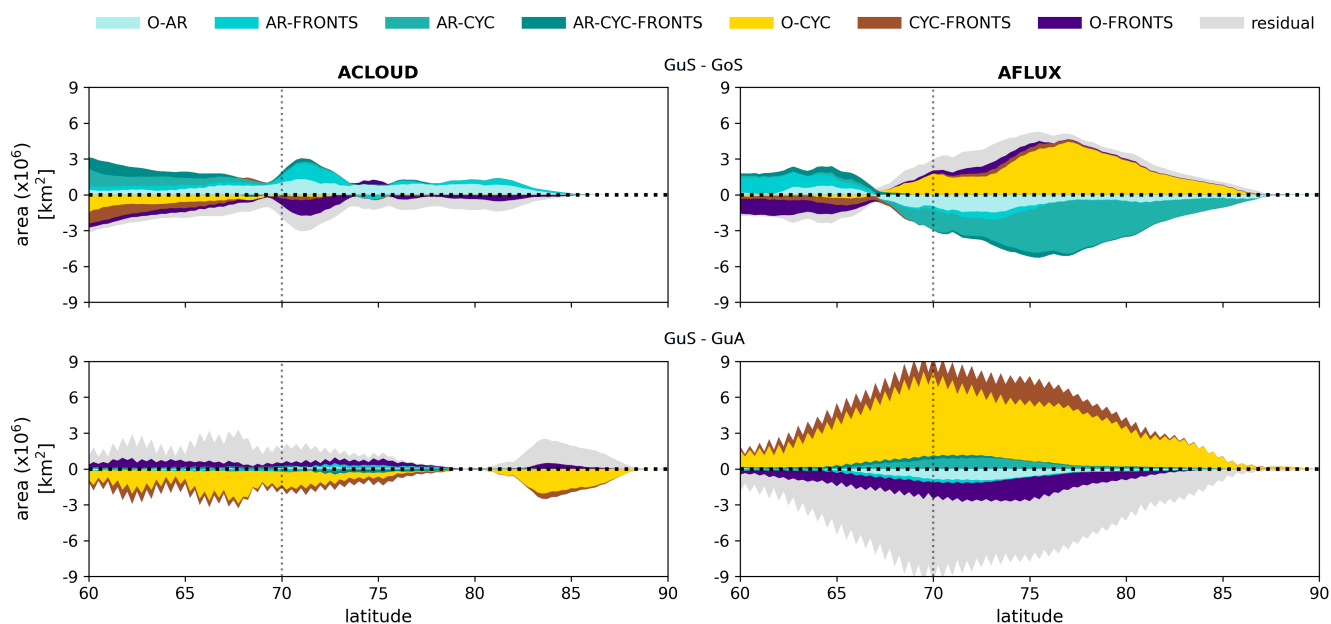 O-AR AR-FRONTS AR-CYC AR-CYC-FRONTS O-CYC CYC-FRONTS O-FRONTS residual
GuS - GoS
ACLOUD AFLUX
9 9
6 6
3 3
0 0
-3 -3
-6 -6
-9 -9
area (x10⁶)
[km²]
GuS - GuA
9 9
6 6
3 3
0 0
-3 -3
-6 -6
-9 -9
area (x10⁶)
[km²]
60 65 70 75 80 85 90 60 65 70 75 80 85 90
latitude latitude